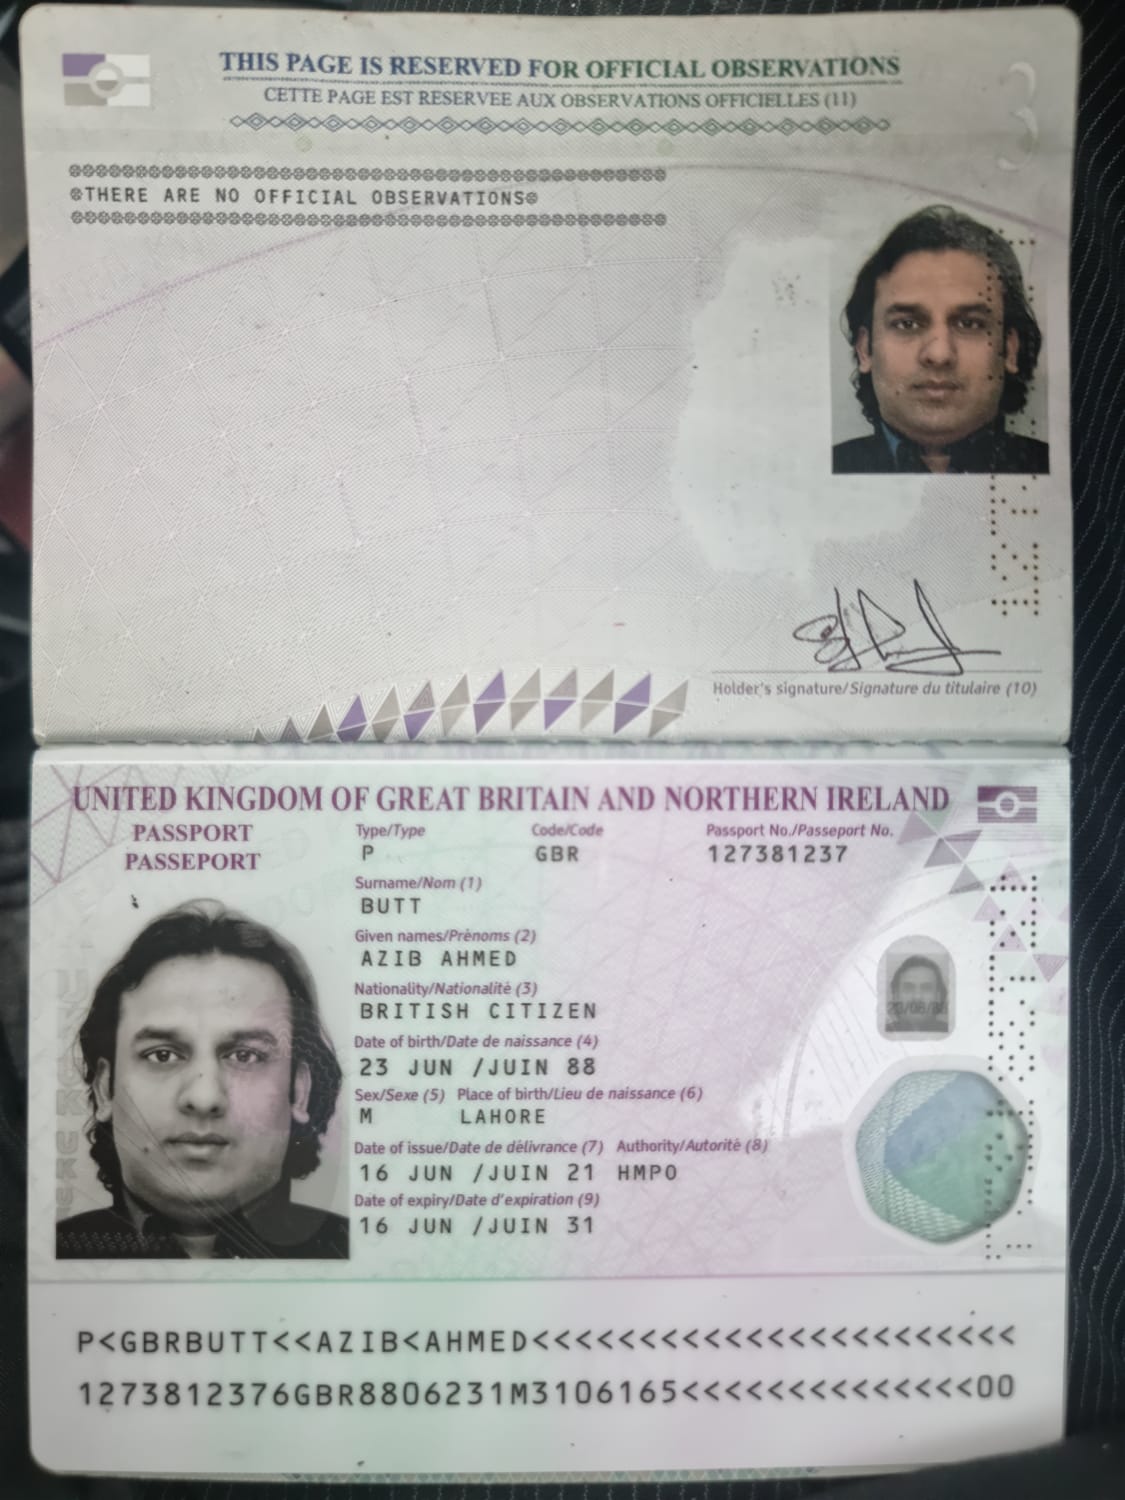 THIS PAGE IS RESERVED FOR OFFICIAL OBSERVATIONS
CETTE PAGE EST RESERVEE AUX OBSERVATIONS OFFICIELLES (11)
THERE ARE NO OFFICIAL OBSERVATIONS
Holder's signature/Signature du titulaire (10)
UNITED KINGDOM OF GREAT BRITAIN AND NORTHERN IRELAND
PASSPORT
PASSEPORT
Type/Type Code/Code Passport No./Passeport No.
P GBR 127381237
Surname/Nom (1)
BUTT
Given names/Prénoms (2)
AZIB AHMED
Nationality/Nationalité (3)
BRITISH CITIZEN
Date of birth/Date de naissance (4)
23 JUN /JUIN 88
Sex/Sexe (5) Place of birth/Lieu de naissance (6)
M LAHORE
Date of issue/Date de délivrance (7) Authority/Autorité (8)
16 JUN /JUIN 21 HMPO
Date of expiry/Date d'expiration (9)
16 JUN /JUIN 31
P<GBRBUTT<<AZIB<AHMED<<<<<<<<<<<<<<<<<<<<<<<
1273812376GBR8806231M3106165<<<<<<<<<<<<<<00